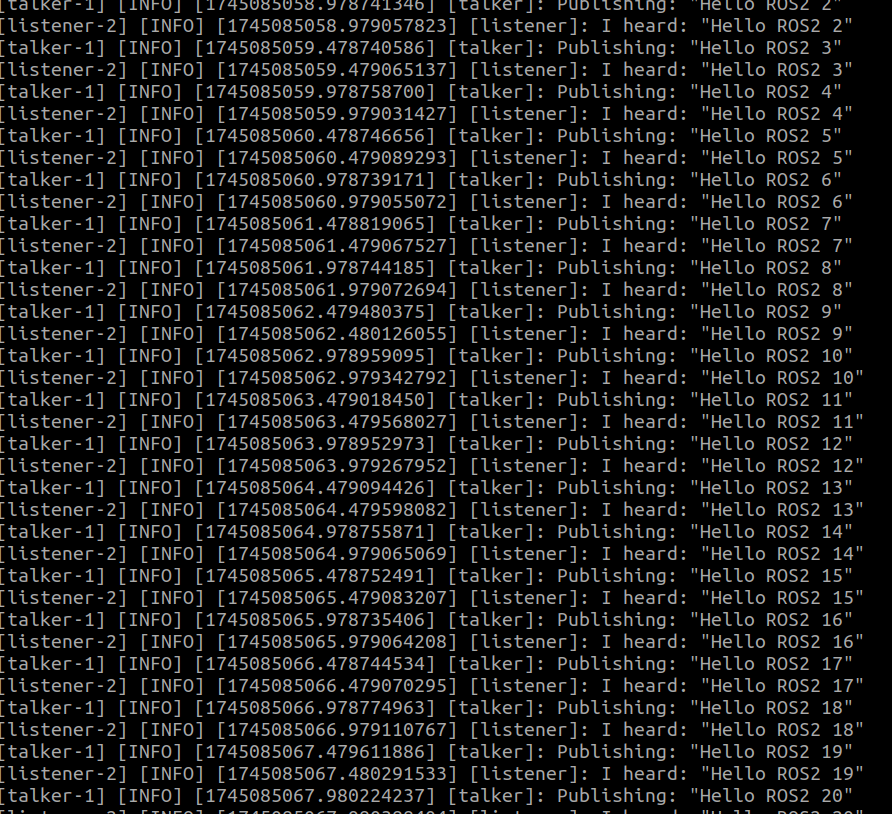 [talker-1] [INFO] [1745085058.978741346] [talker]: Publishing: "Hello ROS2 2"
[listener-2] [INFO] [1745085058.979057823] [listener]: I heard: "Hello ROS2 2"
[talker-1] [INFO] [1745085059.478740586] [talker]: Publishing: "Hello ROS2 3"
[listener-2] [INFO] [1745085059.479065137] [listener]: I heard: "Hello ROS2 3"
[talker-1] [INFO] [1745085059.978758700] [talker]: Publishing: "Hello ROS2 4"
[listener-2] [INFO] [1745085059.979031427] [listener]: I heard: "Hello ROS2 4"
[talker-1] [INFO] [1745085060.478746656] [talker]: Publishing: "Hello ROS2 5"
[listener-2] [INFO] [1745085060.479089293] [listener]: I heard: "Hello ROS2 5"
[talker-1] [INFO] [1745085060.978739171] [talker]: Publishing: "Hello ROS2 6"
[listener-2] [INFO] [1745085060.979055072] [listener]: I heard: "Hello ROS2 6"
[talker-1] [INFO] [1745085061.478819065] [talker]: Publishing: "Hello ROS2 7"
[listener-2] [INFO] [1745085061.479067527] [listener]: I heard: "Hello ROS2 7"
[talker-1] [INFO] [1745085061.978744185] [talker]: Publishing: "Hello ROS2 8"
[listener-2] [INFO] [1745085061.979072694] [listener]: I heard: "Hello ROS2 8"
[talker-1] [INFO] [1745085062.479480375] [talker]: Publishing: "Hello ROS2 9"
[listener-2] [INFO] [1745085062.480126055] [listener]: I heard: "Hello ROS2 9"
[talker-1] [INFO] [1745085062.978959095] [talker]: Publishing: "Hello ROS2 10"
[listener-2] [INFO] [1745085062.979342792] [listener]: I heard: "Hello ROS2 10"
[talker-1] [INFO] [1745085063.479018450] [talker]: Publishing: "Hello ROS2 11"
[listener-2] [INFO] [1745085063.479568027] [listener]: I heard: "Hello ROS2 11"
[talker-1] [INFO] [1745085063.978952973] [talker]: Publishing: "Hello ROS2 12"
[listener-2] [INFO] [1745085063.979267952] [listener]: I heard: "Hello ROS2 12"
[talker-1] [INFO] [1745085064.479094426] [talker]: Publishing: "Hello ROS2 13"
[listener-2] [INFO] [1745085064.479598082] [listener]: I heard: "Hello ROS2 13"
[talker-1] [INFO] [1745085064.978755871] [talker]: Publishing: "Hello ROS2 14"
[listener-2] [INFO] [1745085064.979065069] [listener]: I heard: "Hello ROS2 14"
[talker-1] [INFO] [1745085065.478752491] [talker]: Publishing: "Hello ROS2 15"
[listener-2] [INFO] [1745085065.479083207] [listener]: I heard: "Hello ROS2 15"
[talker-1] [INFO] [1745085065.978735406] [talker]: Publishing: "Hello ROS2 16"
[listener-2] [INFO] [1745085065.979064208] [listener]: I heard: "Hello ROS2 16"
[talker-1] [INFO] [1745085066.478744534] [talker]: Publishing: "Hello ROS2 17"
[listener-2] [INFO] [1745085066.479070295] [listener]: I heard: "Hello ROS2 17"
[talker-1] [INFO] [1745085066.978774963] [talker]: Publishing: "Hello ROS2 18"
[listener-2] [INFO] [1745085066.979110767] [listener]: I heard: "Hello ROS2 18"
[talker-1] [INFO] [1745085067.479611886] [talker]: Publishing: "Hello ROS2 19"
[listener-2] [INFO] [1745085067.480291533] [listener]: I heard: "Hello ROS2 19"
[talker-1] [INFO] [1745085067.980224237] [talker]: Publishing: "Hello ROS2 20"